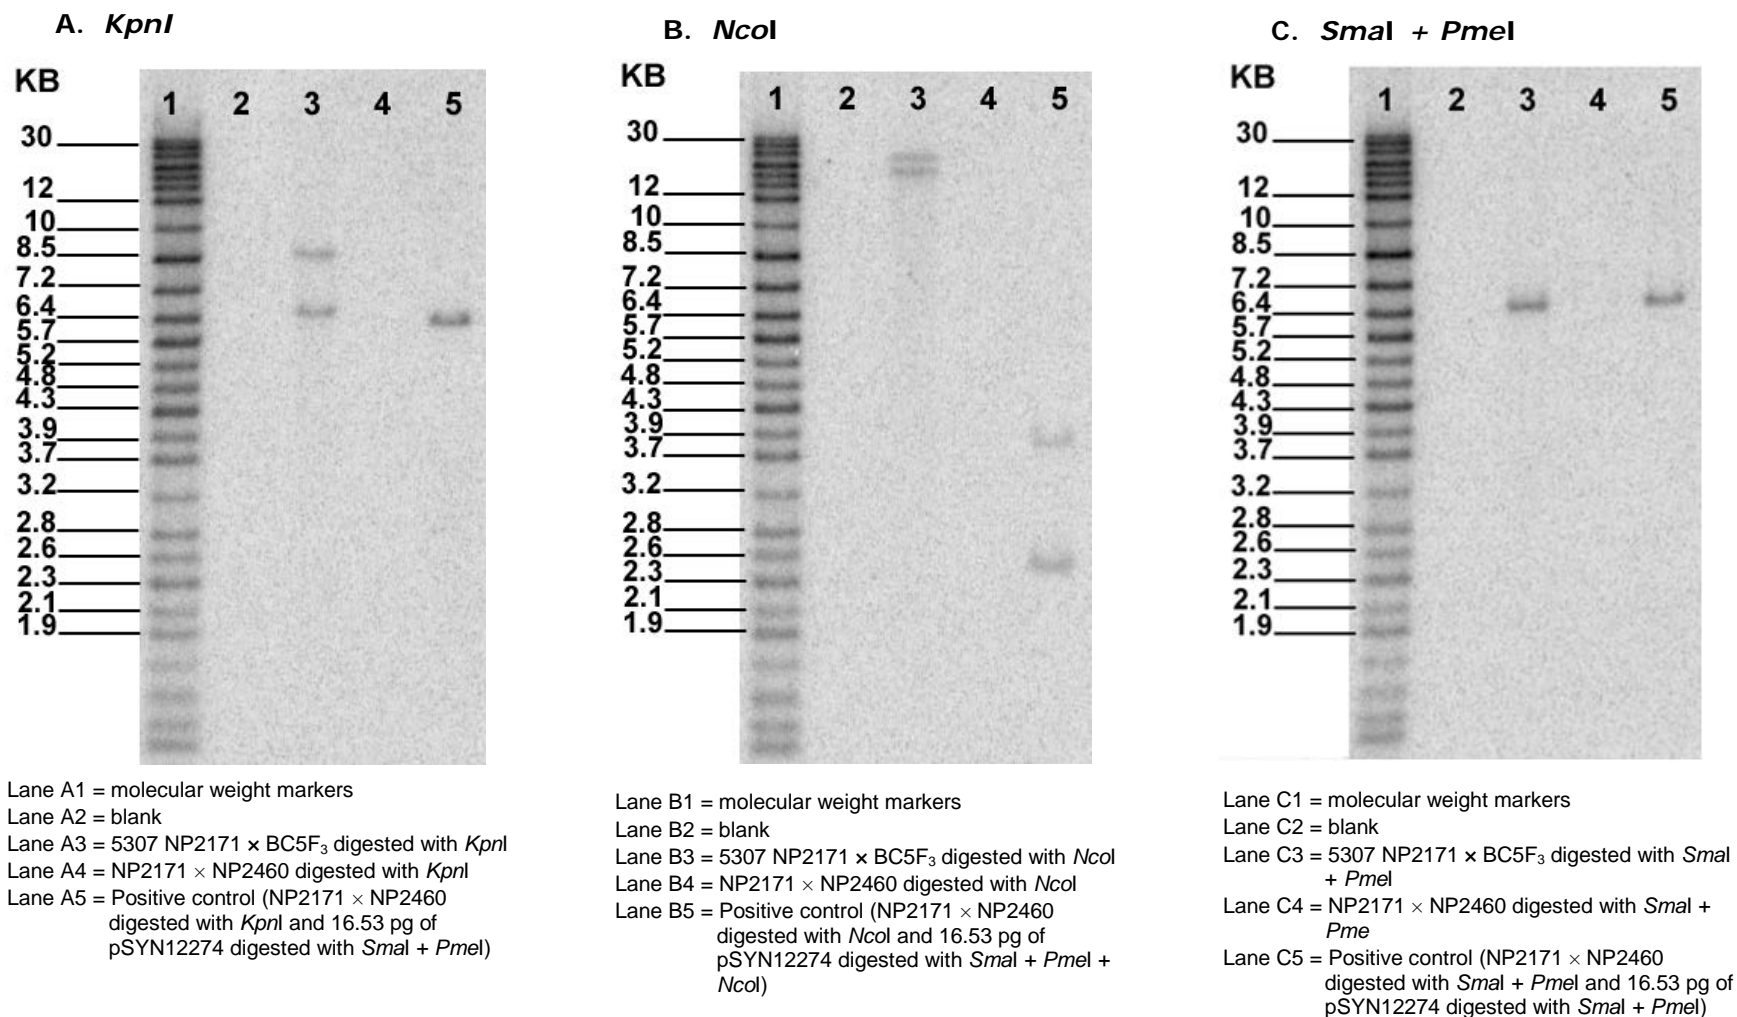 A. KpnI
KB
1 2 3 4 5
30
12
10
8.5
7.2
6.4
5.7
5.2
4.8
4.3
3.9
3.7
3.2
2.8
2.6
2.3
2.1
1.9
Lane A1 = molecular weight markers
Lane A2 = blank
Lane A3 = 5307 NP2171 × BC5F₃ digested with KpnI
Lane A4 = NP2171 × NP2460 digested with KpnI
Lane A5 = Positive control (NP2171 × NP2460
digested with KpnI and 16.53 pg of
pSYN12274 digested with SmaI + PmeI)
B. NcoI
KB
1 2 3 4 5
30
12
10
8.5
7.2
6.4
5.7
5.2
4.8
4.3
3.9
3.7
3.2
2.8
2.6
2.3
2.1
1.9
Lane B1 = molecular weight markers
Lane B2 = blank
Lane B3 = 5307 NP2171 × BC5F₃ digested with NcoI
Lane B4 = NP2171 × NP2460 digested with NcoI
Lane B5 = Positive control (NP2171 × NP2460
digested with NcoI and 16.53 pg of
pSYN12274 digested with SmaI + PmeI +
NcoI)
C. SmaI + PmeI
KB
1 2 3 4 5
30
12
10
8.5
7.2
6.4
5.7
5.2
4.8
4.3
3.9
3.7
3.2
2.8
2.6
2.3
2.1
1.9
Lane C1 = molecular weight markers
Lane C2 = blank
Lane C3 = 5307 NP2171 × BC5F₃ digested with SmaI
+ PmeI
Lane C4 = NP2171 × NP2460 digested with SmaI +
Pme
Lane C5 = Positive control (NP2171 × NP2460
digested with SmaI + PmeI and 16.53 pg of
pSYN12274 digested with SmaI + PmeI)